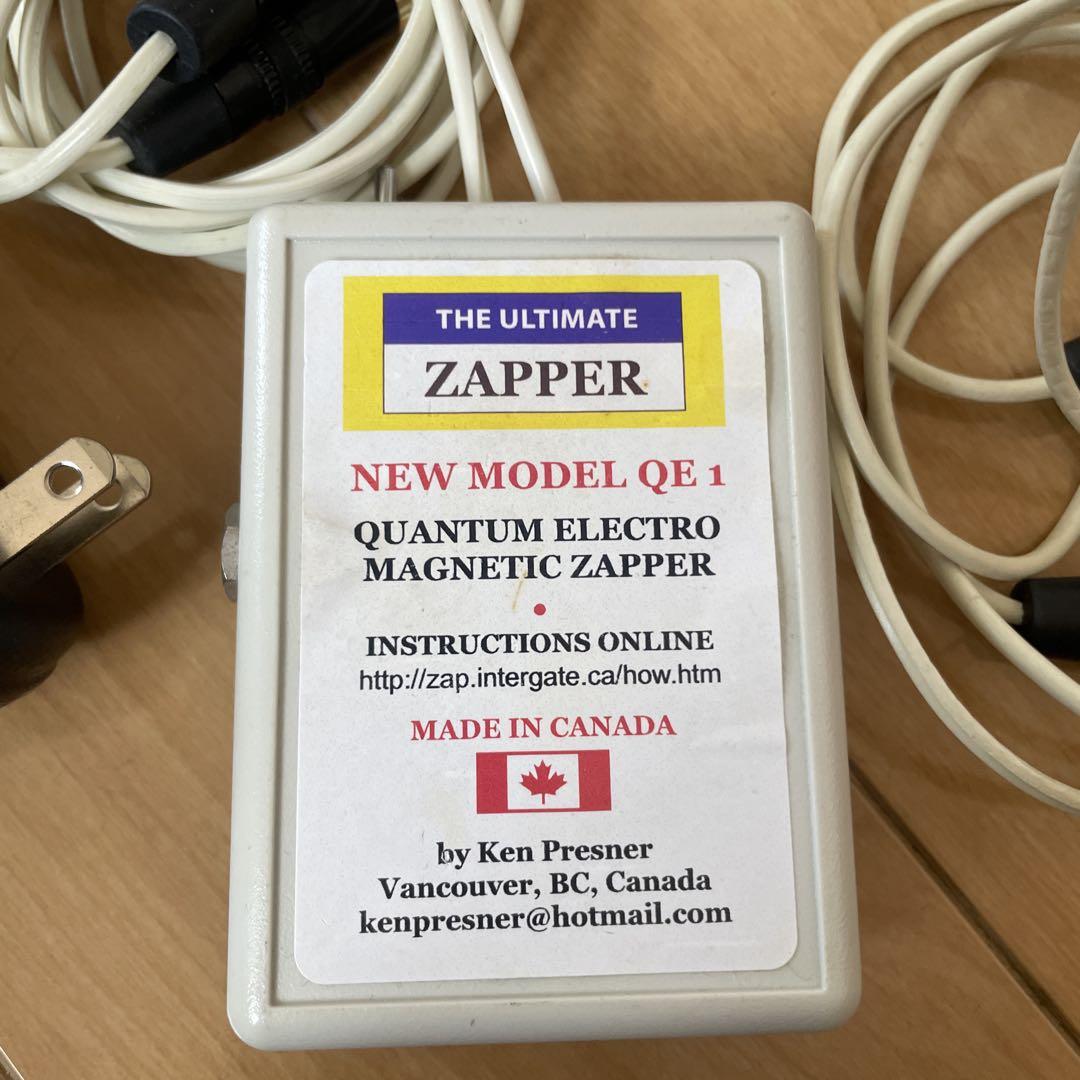 THE ULTIMATE
ZAPPER
NEW MODEL QE 1
QUANTUM ELECTRO
MAGNETIC ZAPPER
•
INSTRUCTIONS ONLINE
http://zap.intergate.ca/how.htm
MADE IN CANADA
by Ken Presner
Vancouver, BC, Canada
kenpresner@hotmail.com